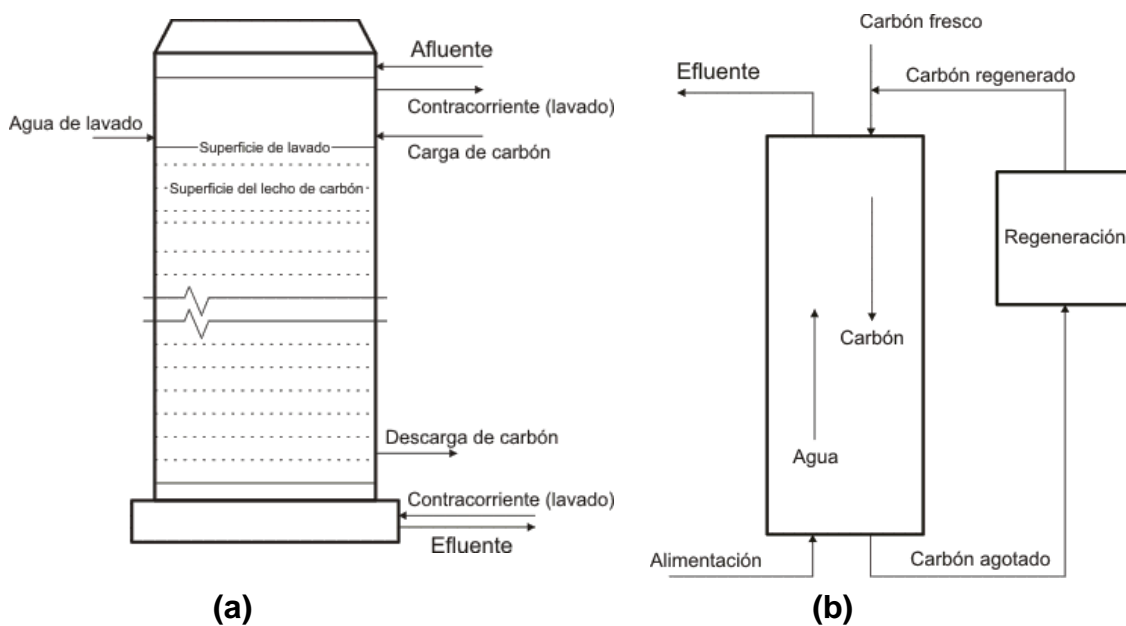 Afluente
Contracorriente (lavado)
Agua de lavado
Carga de carbón
Superficie de lavado
Superficie del lecho de carbón
Descarga de carbón
Contracorriente (lavado)
Efluente
(a)
Carbón fresco
Efluente
Carbón regenerado
Regeneración
Carbón
Agua
Alimentación
Carbón agotado
(b)